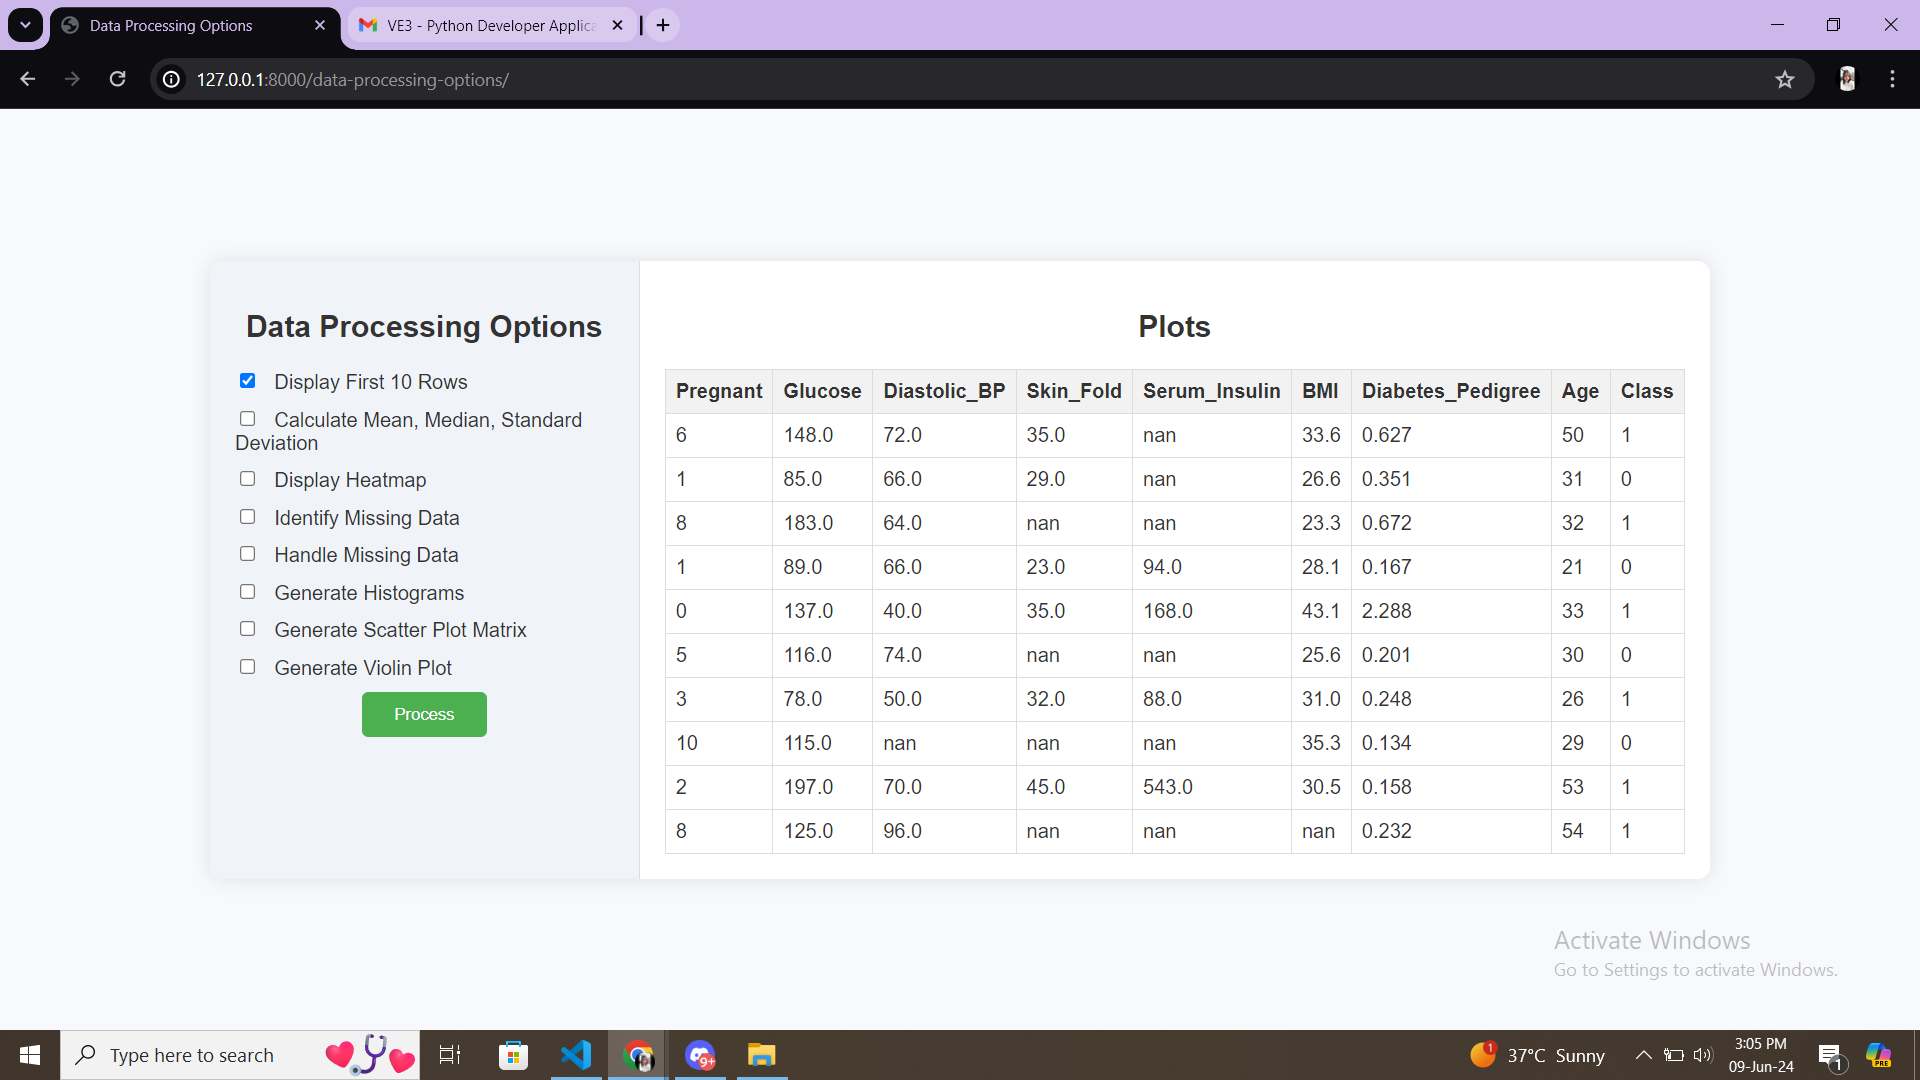 Data Processing Options
VE3 - Python Developer Applica
127.0.0.1:8000/data-processing-options/
Data Processing Options
Display First 10 Rows
Calculate Mean, Median, Standard
Deviation
Display Heatmap
Identify Missing Data
Handle Missing Data
Generate Histograms
Generate Scatter Plot Matrix
Generate Violin Plot
Process
Plots
Pregnant Glucose Diastolic_BP Skin_Fold Serum_Insulin BMI Diabetes_Pedigree Age Class
6 148.0 72.0 35.0 nan 33.6 0.627 50 1
1 85.0 66.0 29.0 nan 26.6 0.351 31 0
8 183.0 64.0 nan nan 23.3 0.672 32 1
1 89.0 66.0 23.0 94.0 28.1 0.167 21 0
0 137.0 40.0 35.0 168.0 43.1 2.288 33 1
5 116.0 74.0 nan nan 25.6 0.201 30 0
3 78.0 50.0 32.0 88.0 31.0 0.248 26 1
10 115.0 nan nan nan 35.3 0.134 29 0
2 197.0 70.0 45.0 543.0 30.5 0.158 53 1
8 125.0 96.0 nan nan nan 0.232 54 1
Activate Windows
Go to Settings to activate Windows.
Type here to search
9+
1
37°C Sunny
3:05 PM
09-Jun-24
1
PRE